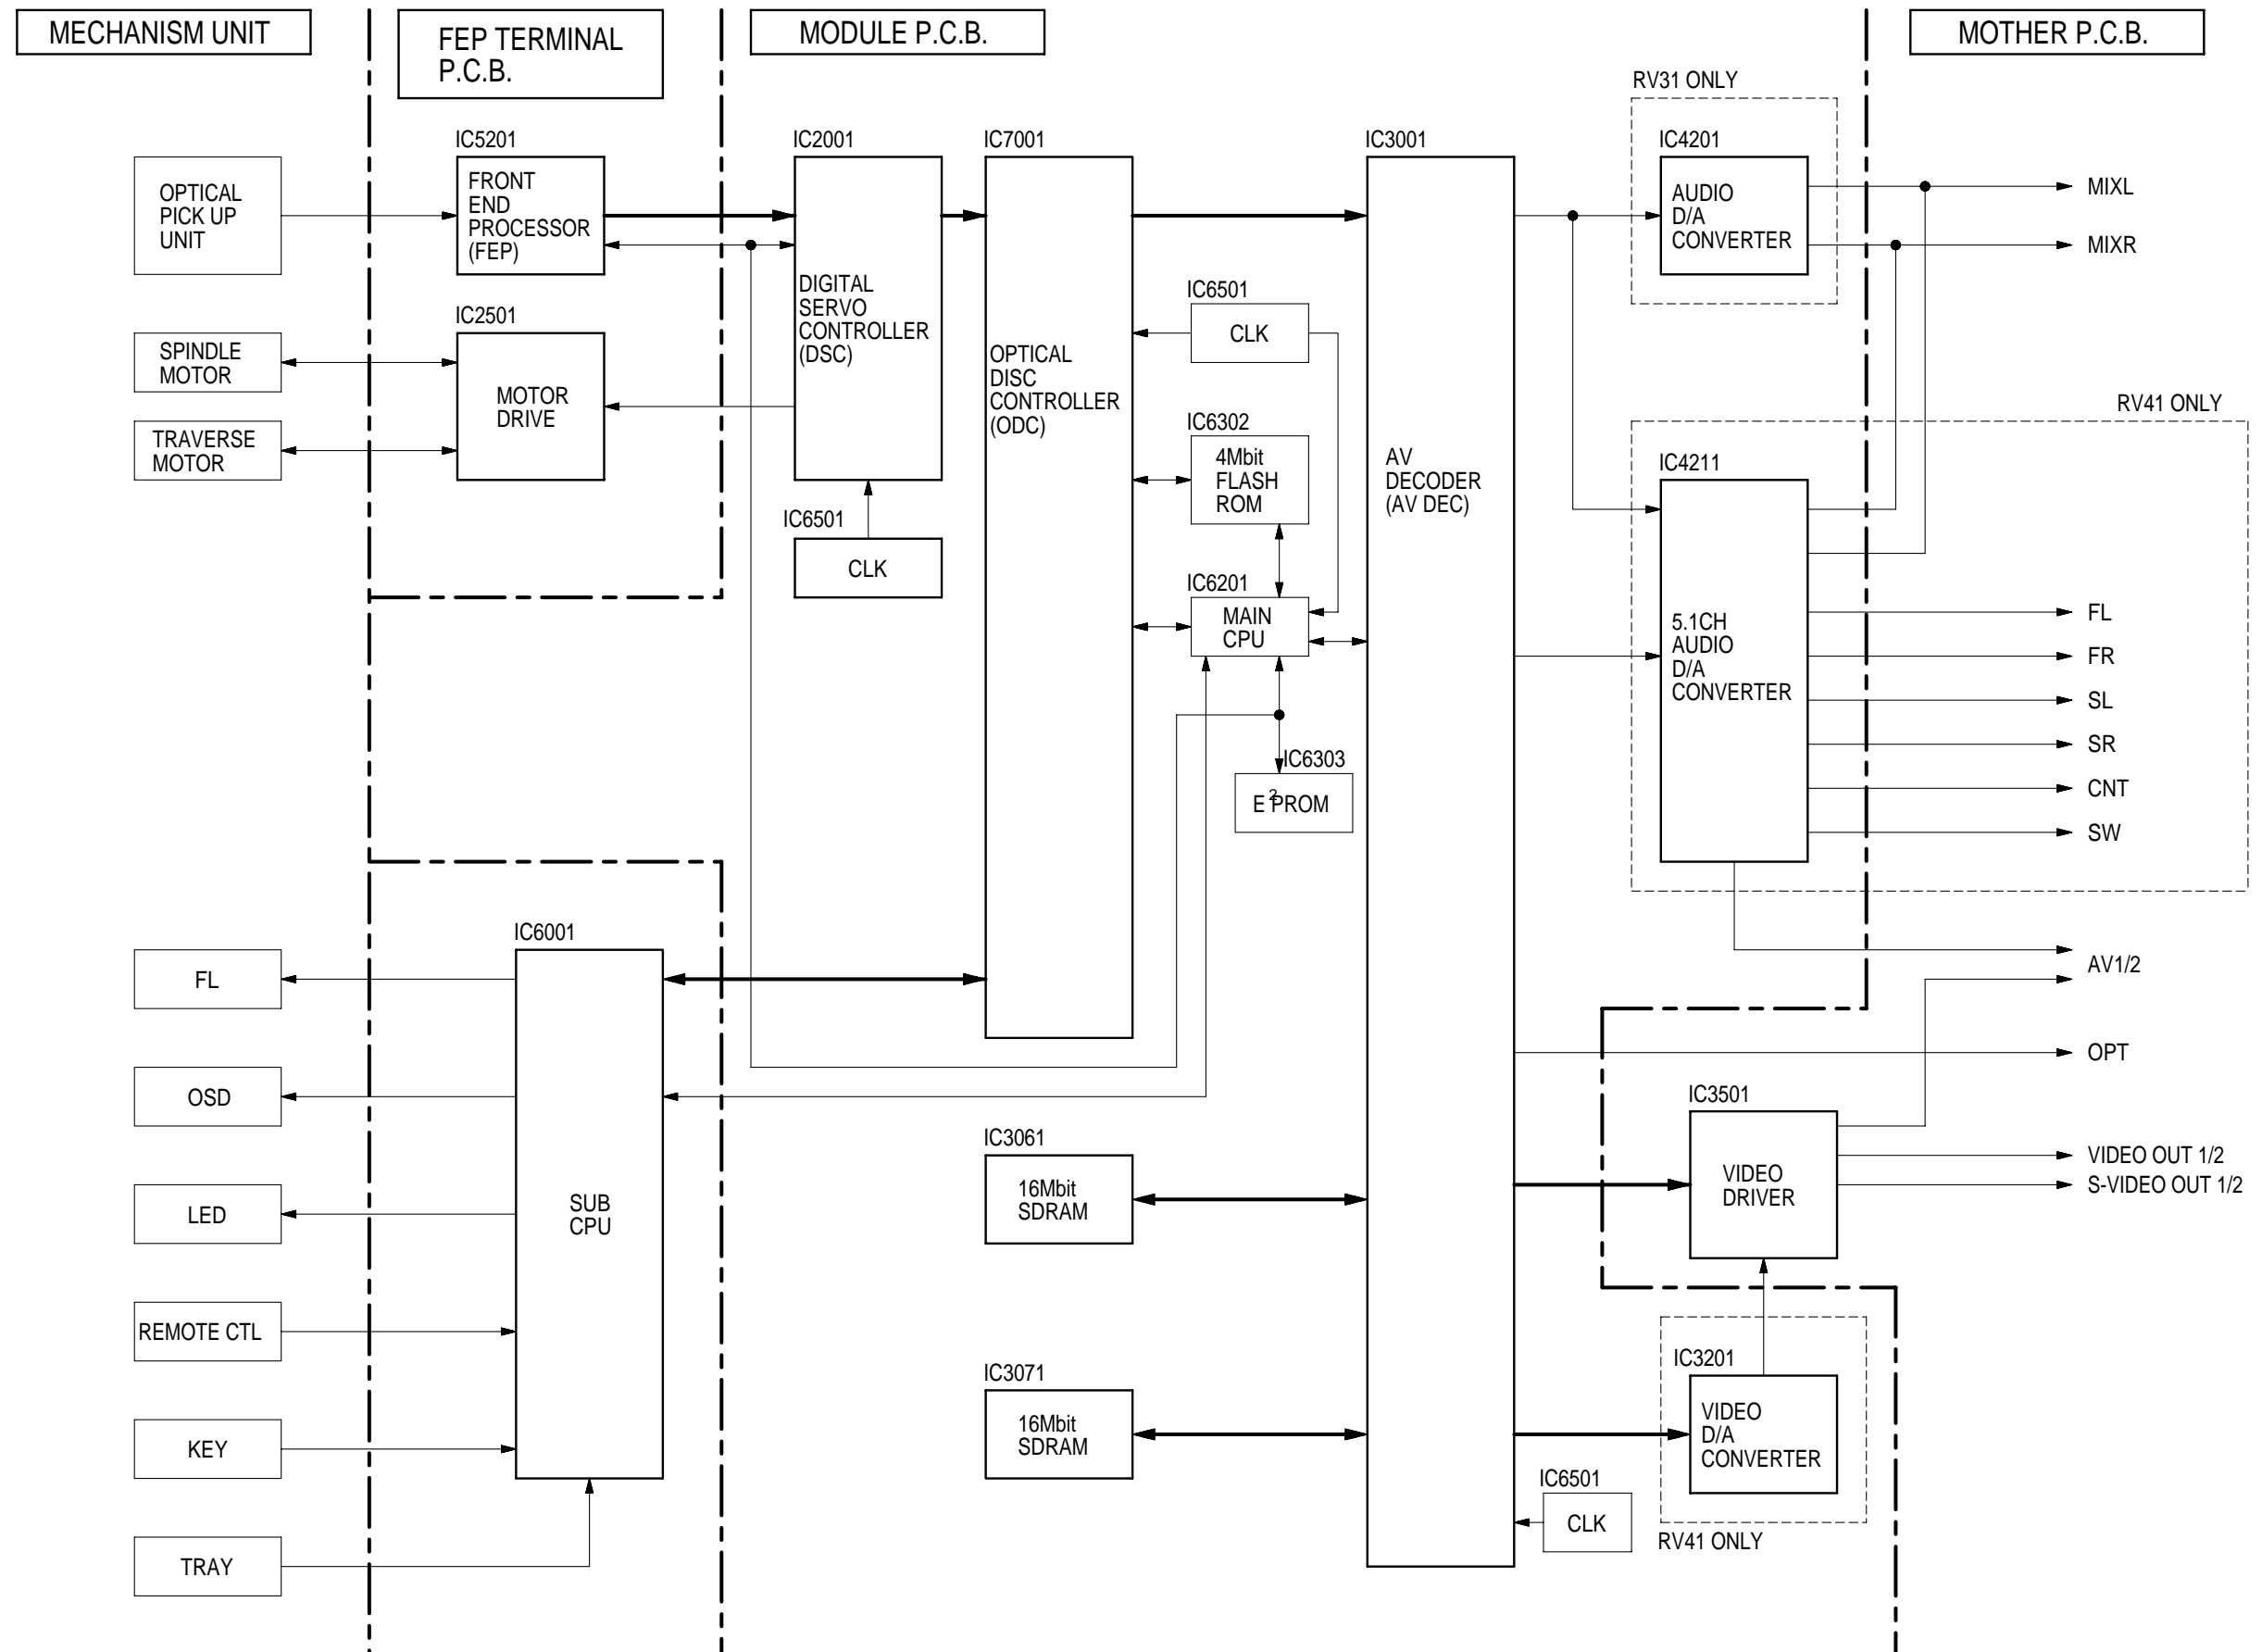 MECHANISM UNIT
FEP TERMINAL
P.C.B.
MODULE P.C.B.
MOTHER P.C.B.
RV31 ONLY
IC5201
IC2001
IC7001
IC3001
IC4201
OPTICAL
PICK UP
UNIT
FRONT
END
PROCESSOR
(FEP)
AUDIO
D/A
CONVERTER
MIXL
MIXR
DIGITAL
SERVO
CONTROLLER
(DSC)
IC6501
CLK
IC2501
SPINDLE
MOTOR
MOTOR
DRIVE
TRAVERSE
MOTOR
OPTICAL
DISC
CONTROLLER
(ODC)
IC6302
4Mbit
FLASH
ROM
AV
DECODER
(AV DEC)
RV41 ONLY
IC4211
IC6501
CLK
IC6201
MAIN
CPU
5.1CH
AUDIO
D/A
CONVERTER
FL
FR
SL
SR
CNT
SW
IC6303
E2PROM
IC6001
FL
OSD
LED
REMOTE CTL
KEY
TRAY
SUB
CPU
AV1/2
OPT
IC3501
VIDEO
DRIVER
VIDEO OUT 1/2
S-VIDEO OUT 1/2
IC3061
16Mbit
SDRAM
IC3071
16Mbit
SDRAM
IC3201
VIDEO
D/A
CONVERTER
IC6501
CLK
RV41 ONLY